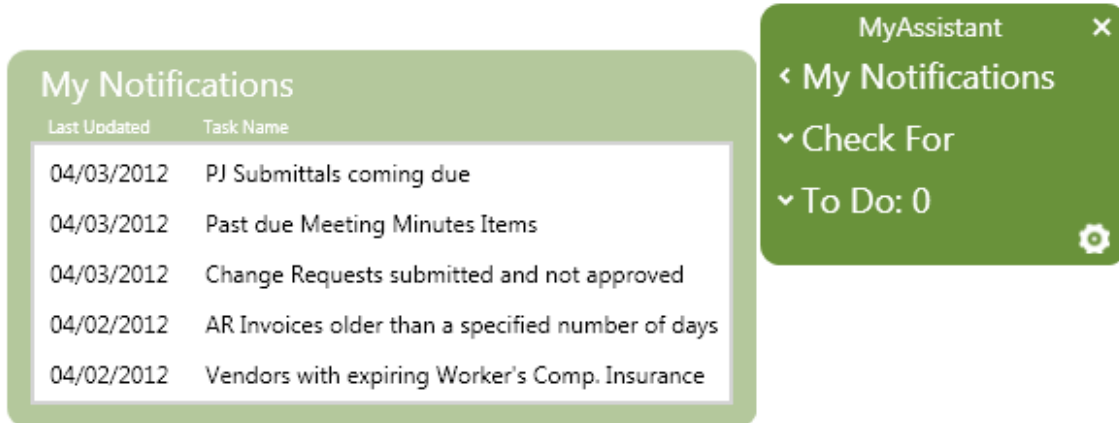 MyAssistant
My Notifications
Check For
To Do: 0
My Notifications
Last Updated Task Name
04/03/2012 PJ Submittals coming due
04/03/2012 Past due Meeting Minutes Items
04/03/2012 Change Requests submitted and not approved
04/02/2012 AR Invoices older than a specified number of days
04/02/2012 Vendors with expiring Worker's Comp. Insurance